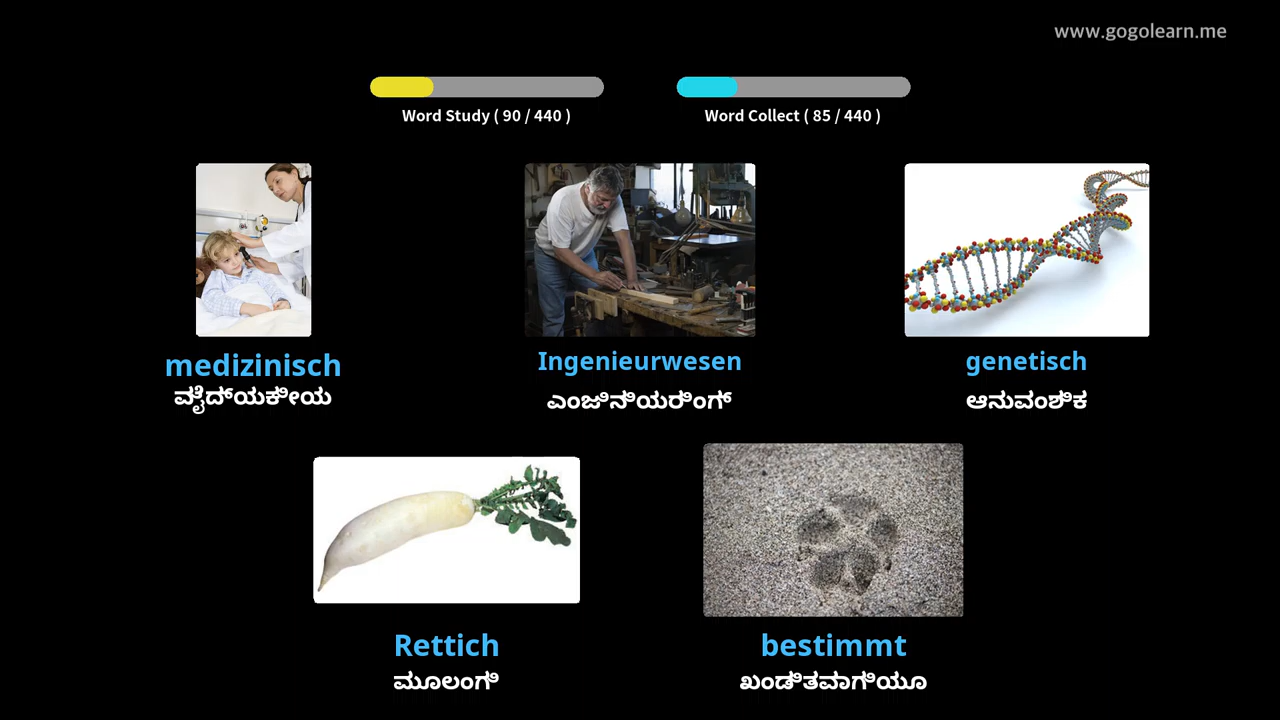 www.gogolearn.me
Word Study ( 90 / 440 )
Word Collect ( 85 / 440 )
medizinisch
ವೈದ್ಯಕೀಯ
Ingenieurwesen
ಎಂಜಿನಿಯರಿಂಗ್
genetisch
ಆನುವಂಶಿಕ
Rettich
ಮೂಲಂಗಿ
bestimmt
ಖಂಡಿತವಾಗಿಯೂ